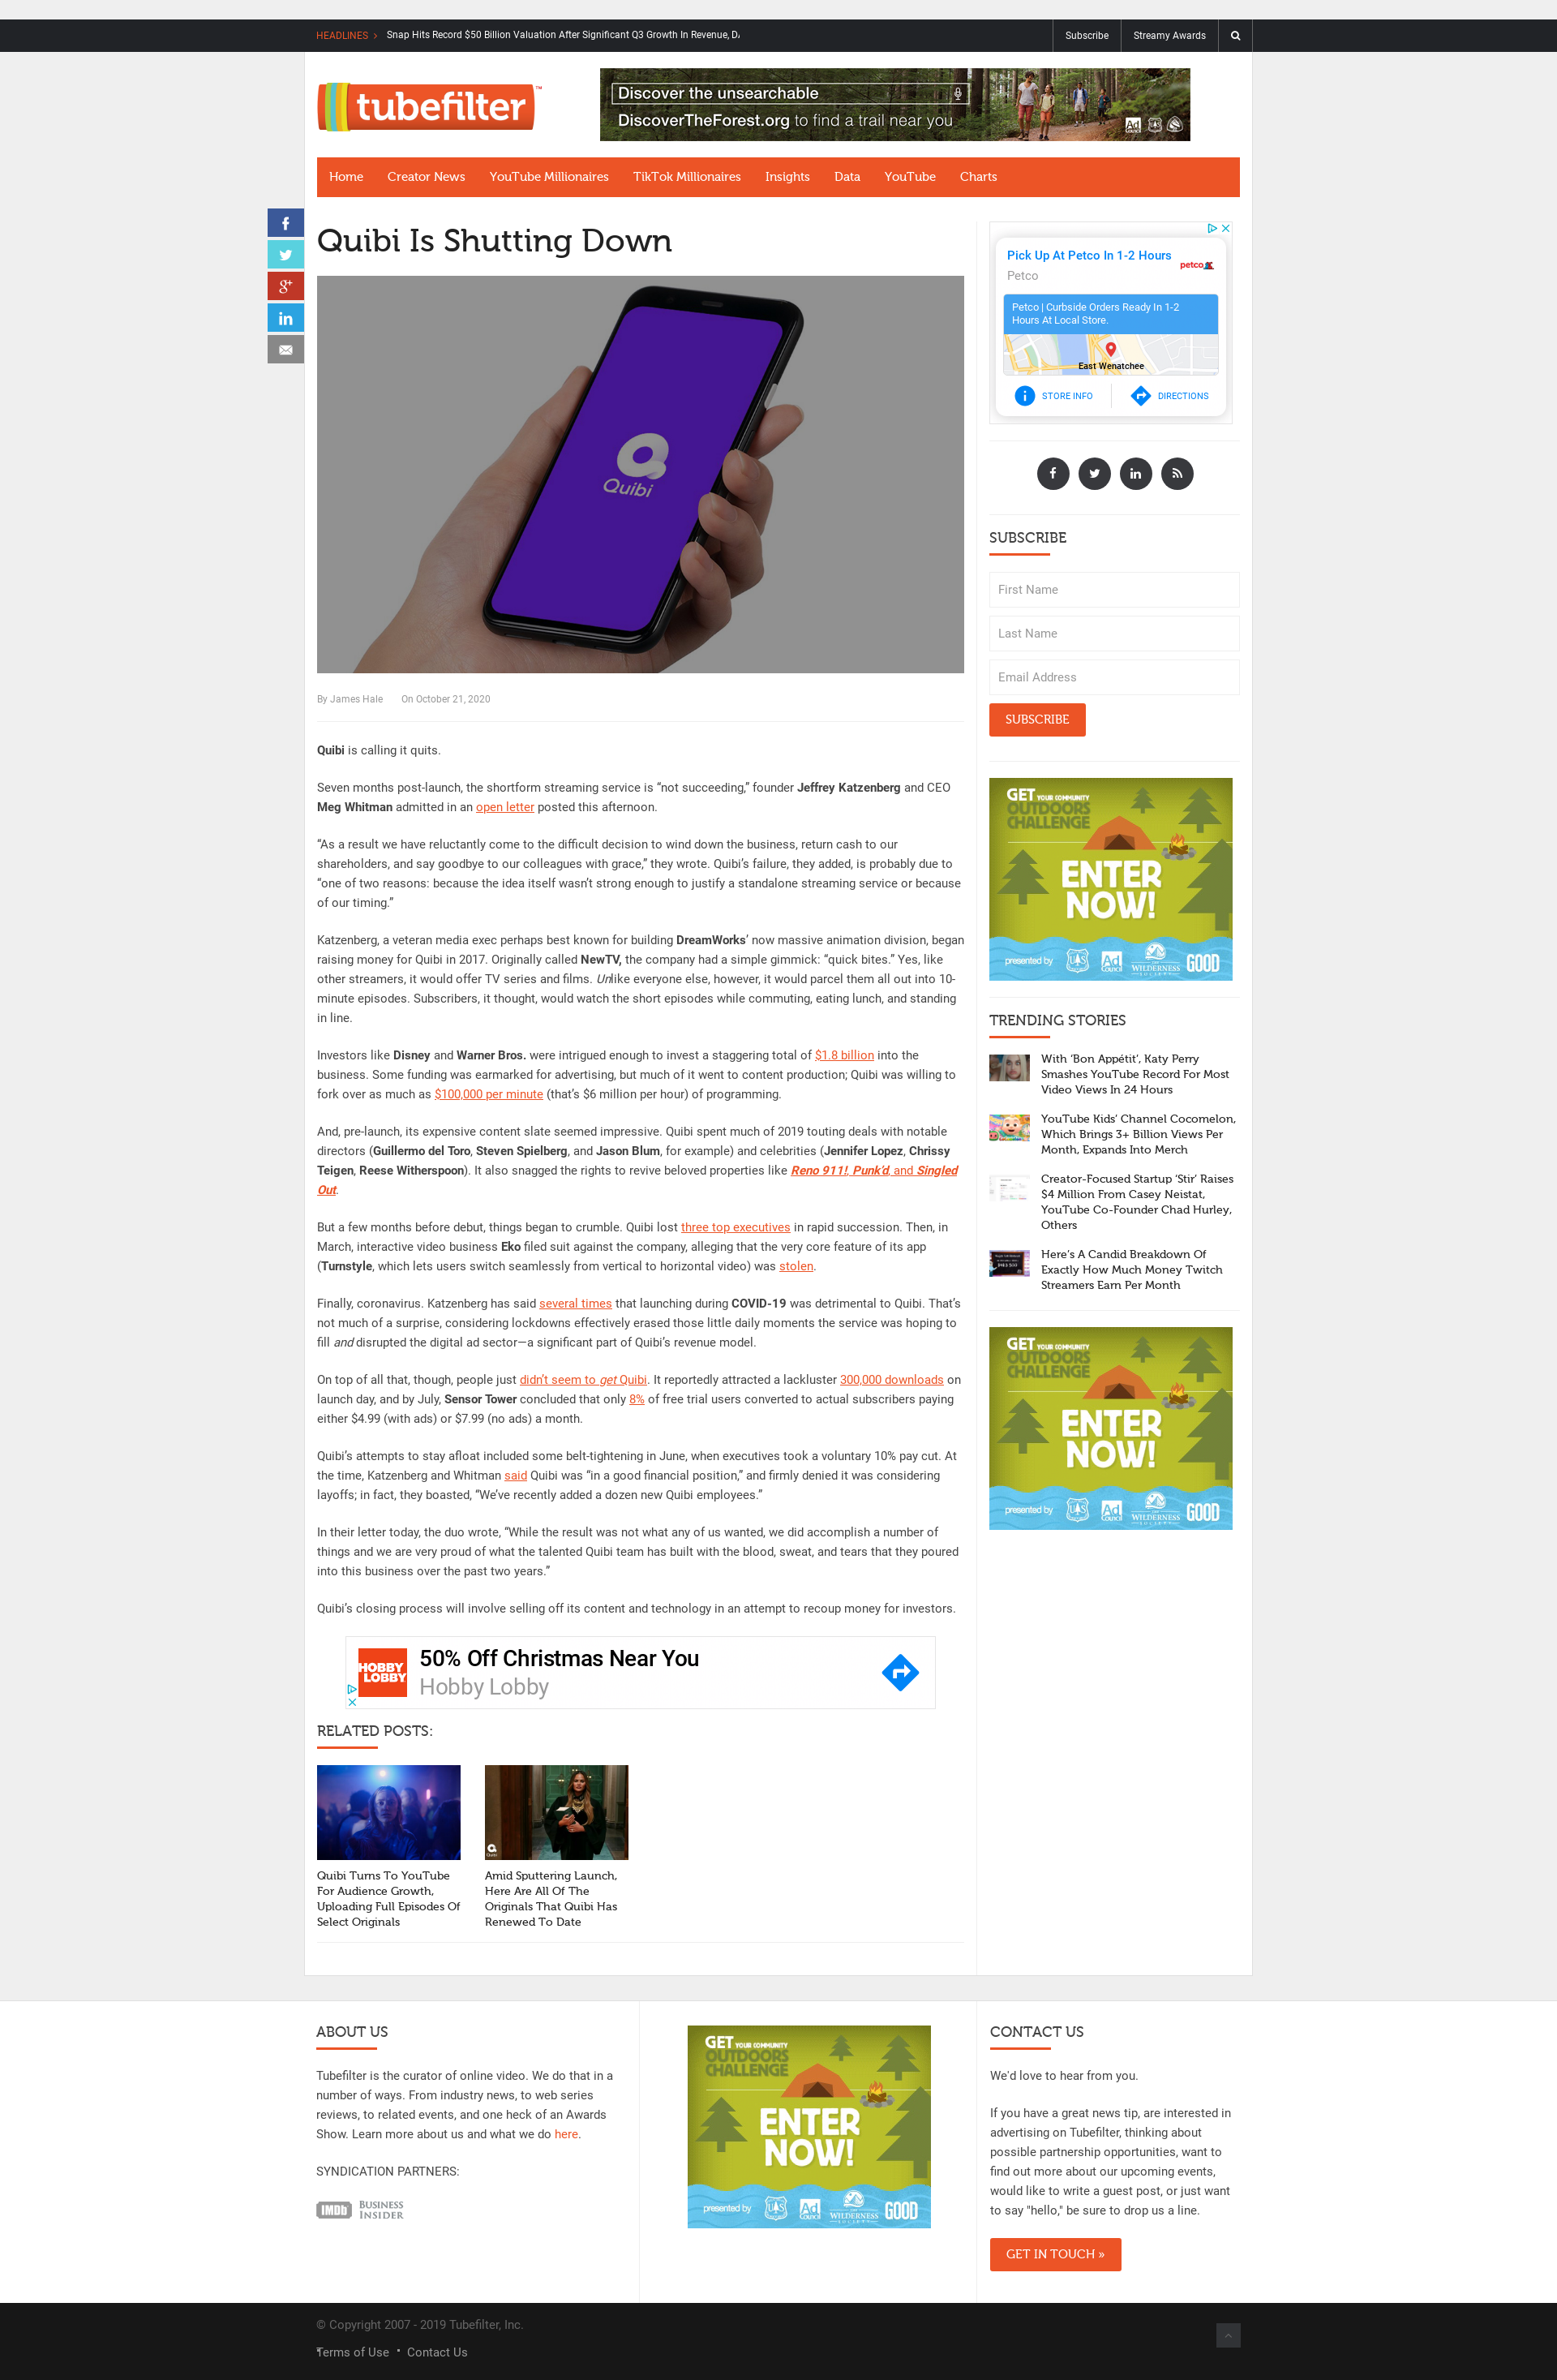 HEADLINES
Snap Hits Record $50 Billion Valuation After Significant Q3 Growth In Revenue,
Subscribe
Streamy Awards
tubefilter™
Discover the unsearchable
DiscoverTheForest.org to find a trail near you
Ad Council
Home
Creator News
YouTube Millionaires
TikTok Millionaires
Insights
Data
YouTube
Charts
Quibi Is Shutting Down
Quibi
By James Hale
On October 21, 2020
Quibi is calling it quits.
Seven months post-launch, the shortform streaming service is “not succeeding,” founder Jeffrey Katzenberg and CEO
Meg Whitman admitted in an open letter posted this afternoon.
“As a result we have reluctantly come to the difficult decision to wind down the business, return cash to our
shareholders, and say goodbye to our colleagues with grace,” they wrote. Quibi’s failure, they added, is probably due to
“one of two reasons: because the idea itself wasn’t strong enough to justify a standalone streaming service or because
of our timing.”
Katzenberg, a veteran media exec perhaps best known for building DreamWorks’ now massive animation division, began
raising money for Quibi in 2017. Originally called NewTV, the company had a simple gimmick: “quick bites.” Yes, like
other streamers, it would offer TV series and films. Unlike everyone else, however, it would parcel them all out into 10-
minute episodes. Subscribers, it thought, would watch the short episodes while commuting, eating lunch, and standing
in line.
Investors like Disney and Warner Bros. were intrigued enough to invest a staggering total of $1.8 billion into the
business. Some funding was earmarked for advertising, but much of it went to content production; Quibi was willing to
fork over as much as $100,000 per minute (that’s $6 million per hour) of programming.
And, pre-launch, its expensive content slate seemed impressive. Quibi spent much of 2019 touting deals with notable
directors (Guillermo del Toro, Steven Spielberg, and Jason Blum, for example) and celebrities (Jennifer Lopez, Chrissy
Teigen, Reese Witherspoon). It also snagged the rights to revive beloved properties like Reno 911!, Punk’d, and Singled
Out.
But a few months before debut, things began to crumble. Quibi lost three top executives in rapid succession. Then, in
March, interactive video business Eko filed suit against the company, alleging that the very core feature of its app
(Turnstyle, which lets users switch seamlessly from vertical to horizontal video) was stolen.
Finally, coronavirus. Katzenberg has said several times that launching during COVID-19 was detrimental to Quibi. That’s
not much of a surprise, considering lockdowns effectively erased those little daily moments the service was hoping to
fill and disrupted the digital ad sector—a significant part of Quibi’s revenue model.
On top of all that, though, people just didn’t seem to get Quibi. It reportedly attracted a lackluster 300,000 downloads on
launch day, and by July, Sensor Tower concluded that only 8% of free trial users converted to actual subscribers paying
either $4.99 (with ads) or $7.99 (no ads) a month.
Quibi’s attempts to stay afloat included some belt-tightening in June, when executives took a voluntary 10% pay cut. At
the time, Katzenberg and Whitman said Quibi was “in a good financial position,” and firmly denied it was considering
layoffs; in fact, they boasted, “We’ve recently added a dozen new Quibi employees.”
In their letter today, the duo wrote, “While the result was not what any of us wanted, we did accomplish a number of
things and we are very proud of what the talented Quibi team has built with the blood, sweat, and tears that they poured
into this business over the past two years.”
Quibi’s closing process will involve selling off its content and technology in an attempt to recoup money for investors.
HOBBY LOBBY
50% Off Christmas Near You
Hobby Lobby
RELATED POSTS:
Quibi Turns To YouTube
For Audience Growth,
Uploading Full Episodes Of
Select Originals
Amid Sputtering Launch,
Here Are All Of The
Originals That Quibi Has
Renewed To Date
Pick Up At Petco In 1-2 Hours
Petco
petco
Petco | Curbside Orders Ready In 1-2
Hours At Local Store.
East Wenatchee
STORE INFO
DIRECTIONS
SUBSCRIBE
First Name
Last Name
Email Address
SUBSCRIBE
GET YOUR COMMUNITY
OUTDOORS
CHALLENGE
ENTER
NOW!
presented by UAS Ad Council THE WILDERNESS SOCIETY GOOD
TRENDING STORIES
With ‘Bon Appétit’, Katy Perry
Smashes YouTube Record For Most
Video Views In 24 Hours
YouTube Kids’ Channel Cocomelon,
Which Brings 3+ Billion Views Per
Month, Expands Into Merch
Creator-Focused Startup ‘Stir’ Raises
$4 Million From Casey Neistat,
YouTube Co-Founder Chad Hurley,
Others
Here's A Candid Breakdown Of
Exactly How Much Money Twitch
Streamers Earn Per Month
GET YOUR COMMUNITY
OUTDOORS
CHALLENGE
ENTER
NOW!
presented by UAS Ad Council THE WILDERNESS SOCIETY GOOD
ABOUT US
Tubefilter is the curator of online video. We do that in a
number of ways. From industry news, to web series
reviews, to related events, and one heck of an Awards
Show. Learn more about us and what we do here.
SYNDICATION PARTNERS:
IMDb
BUSINESS INSIDER
GET YOUR COMMUNITY
OUTDOORS
CHALLENGE
ENTER
NOW!
presented by UAS Ad Council THE WILDERNESS SOCIETY GOOD
CONTACT US
We'd love to hear from you.
If you have a great news tip, are interested in
advertising on Tubefilter, thinking about
possible partnership opportunities, want to
find out more about our upcoming events,
would like to write a guest post, or just want
to say "hello," be sure to drop us a line.
GET IN TOUCH »
© Copyright 2007 - 2019 Tubefilter, Inc.
Terms of Use • Contact Us